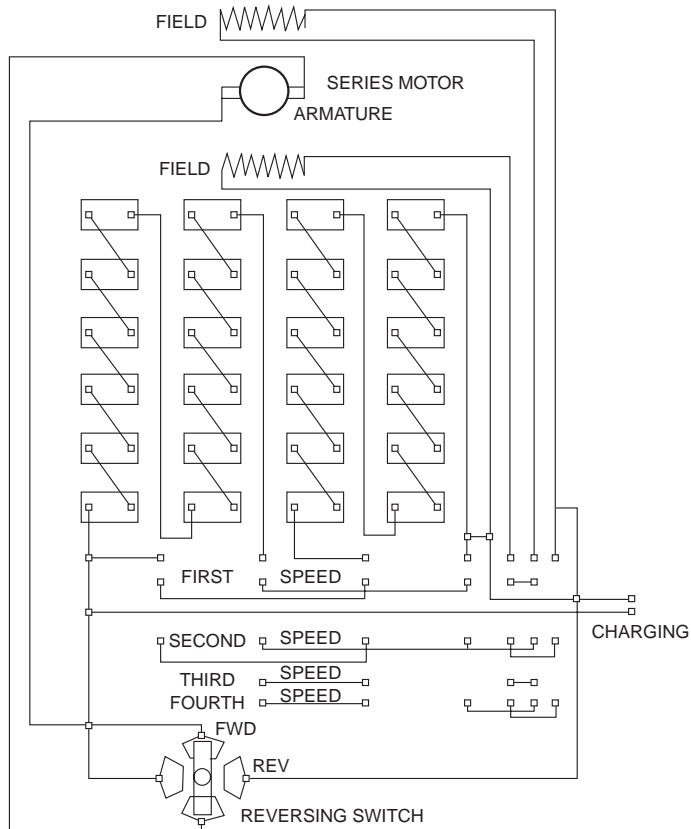 FIELD
SERIES MOTOR
ARMATURE
FIELD
FIRST SPEED
CHARGING
SECOND SPEED
THIRD SPEED
FOURTH SPEED
FWD
REV
REVERSING SWITCH